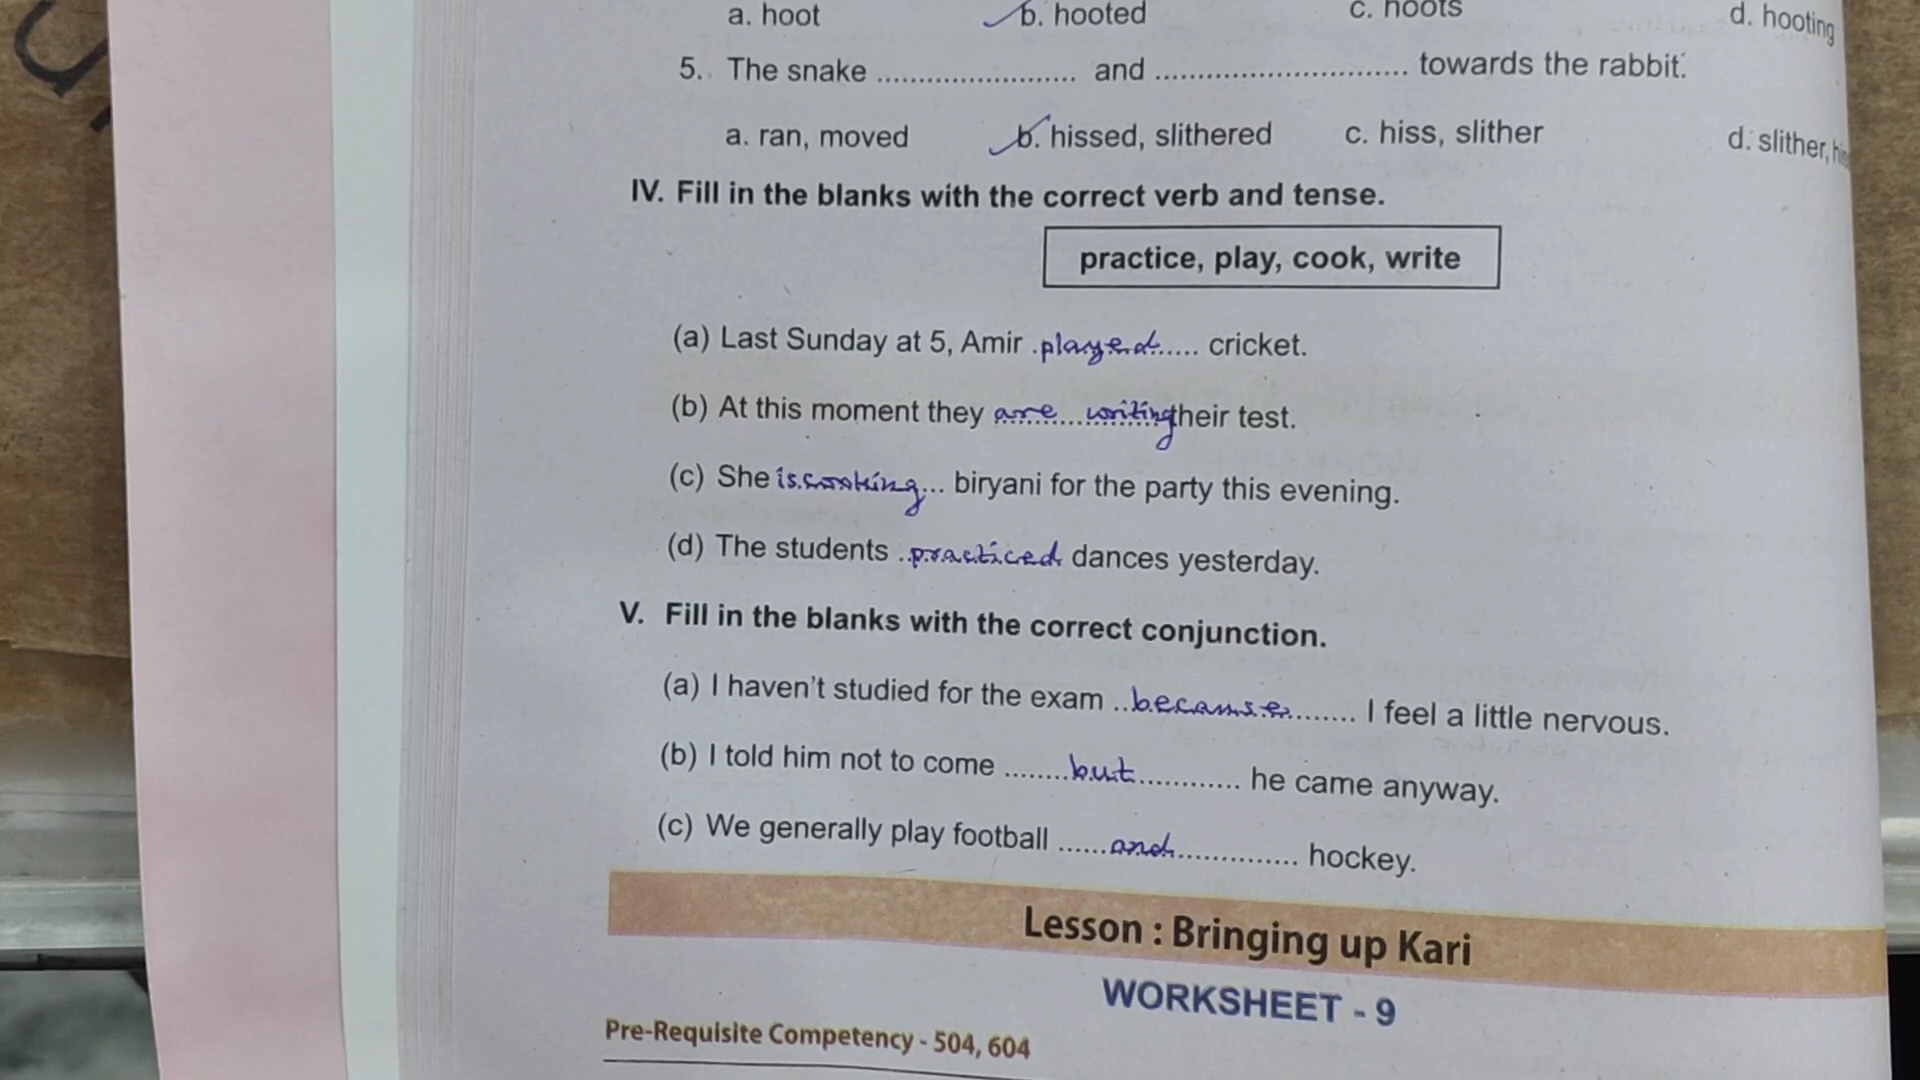 a. hoot b. hooted c. hoots d. hooting
5. The snake ........................ and .............................. towards the rabbit.
a. ran, moved b. hissed, slithered c. hiss, slither d. slither,
IV. Fill in the blanks with the correct verb and tense.
practice, play, cook, write
(a) Last Sunday at 5, Amir played cricket.
(b) At this moment they are writing their test.
(c) She is cooking biryani for the party this evening.
(d) The students practiced dances yesterday.
V. Fill in the blanks with the correct conjunction.
(a) I haven't studied for the exam because I feel a little nervous.
(b) I told him not to come but he came anyway.
(c) We generally play football and hockey.
Lesson : Bringing up Kari
WORKSHEET - 9
Pre-Requisite Competency - 504, 604